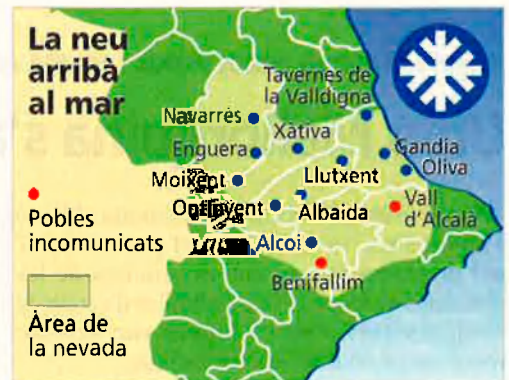 La neu
arribà
al mar
Tavernes de
la Valldigna
Navarrés
Xàtiva
Enguera
Gandia
Llutxent
Oliva
Moixent
Ontinyent
Albaida
Vall
d'Alcalà
Pobles
incomunicats
Alcoi
Benifallim
Àrea de
la nevada